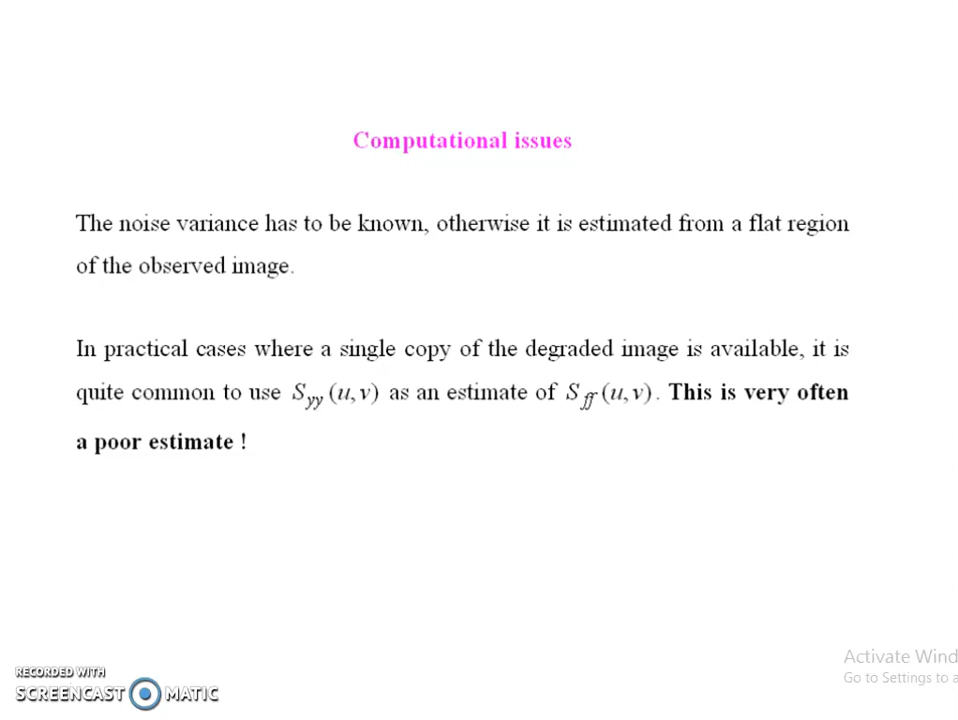 Computational issues
The noise variance has to be known, otherwise it is estimated from a flat region
of the observed image.
In practical cases where a single copy of the degraded image is available, it is
quite common to use S_yy (u,v) as an estimate of S_ff (u,v). This is very often
a poor estimate !
Activate Wind
Go to Settings to a
RECORDED WITH
SCREENCAST MATIC